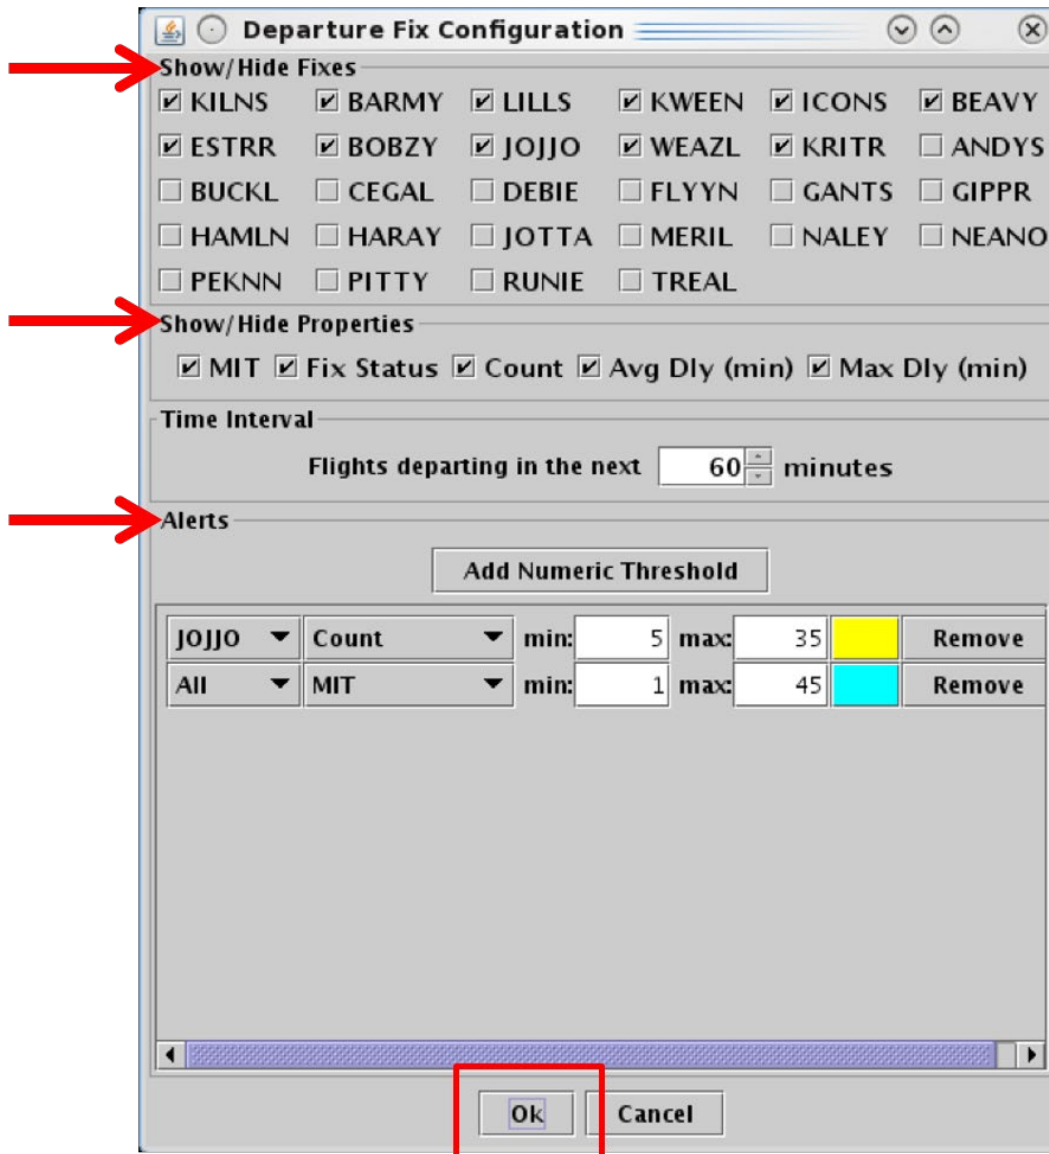 Departure Fix Configuration
Show/Hide Fixes
KILNS BARMY LILLS KWEEN ICONS BEAVY
ESTRR BOBZY JOJJO WEAZL KRITR ANDYS
BUCKL CEGAL DEBIE FLYYN GANTS GIPPR
HAMLN HARAY JOTTA MERIL NALEY NEANO
PEKNN PITTY RUNIE TREAL
Show/Hide Properties
MIT Fix Status Count Avg Dly (min) Max Dly (min)
Time Interval
Flights departing in the next 60 minutes
Alerts
Add Numeric Threshold
JOJJO Count min: 5 max: 35 Remove
All MIT min: 1 max: 45 Remove
Ok Cancel